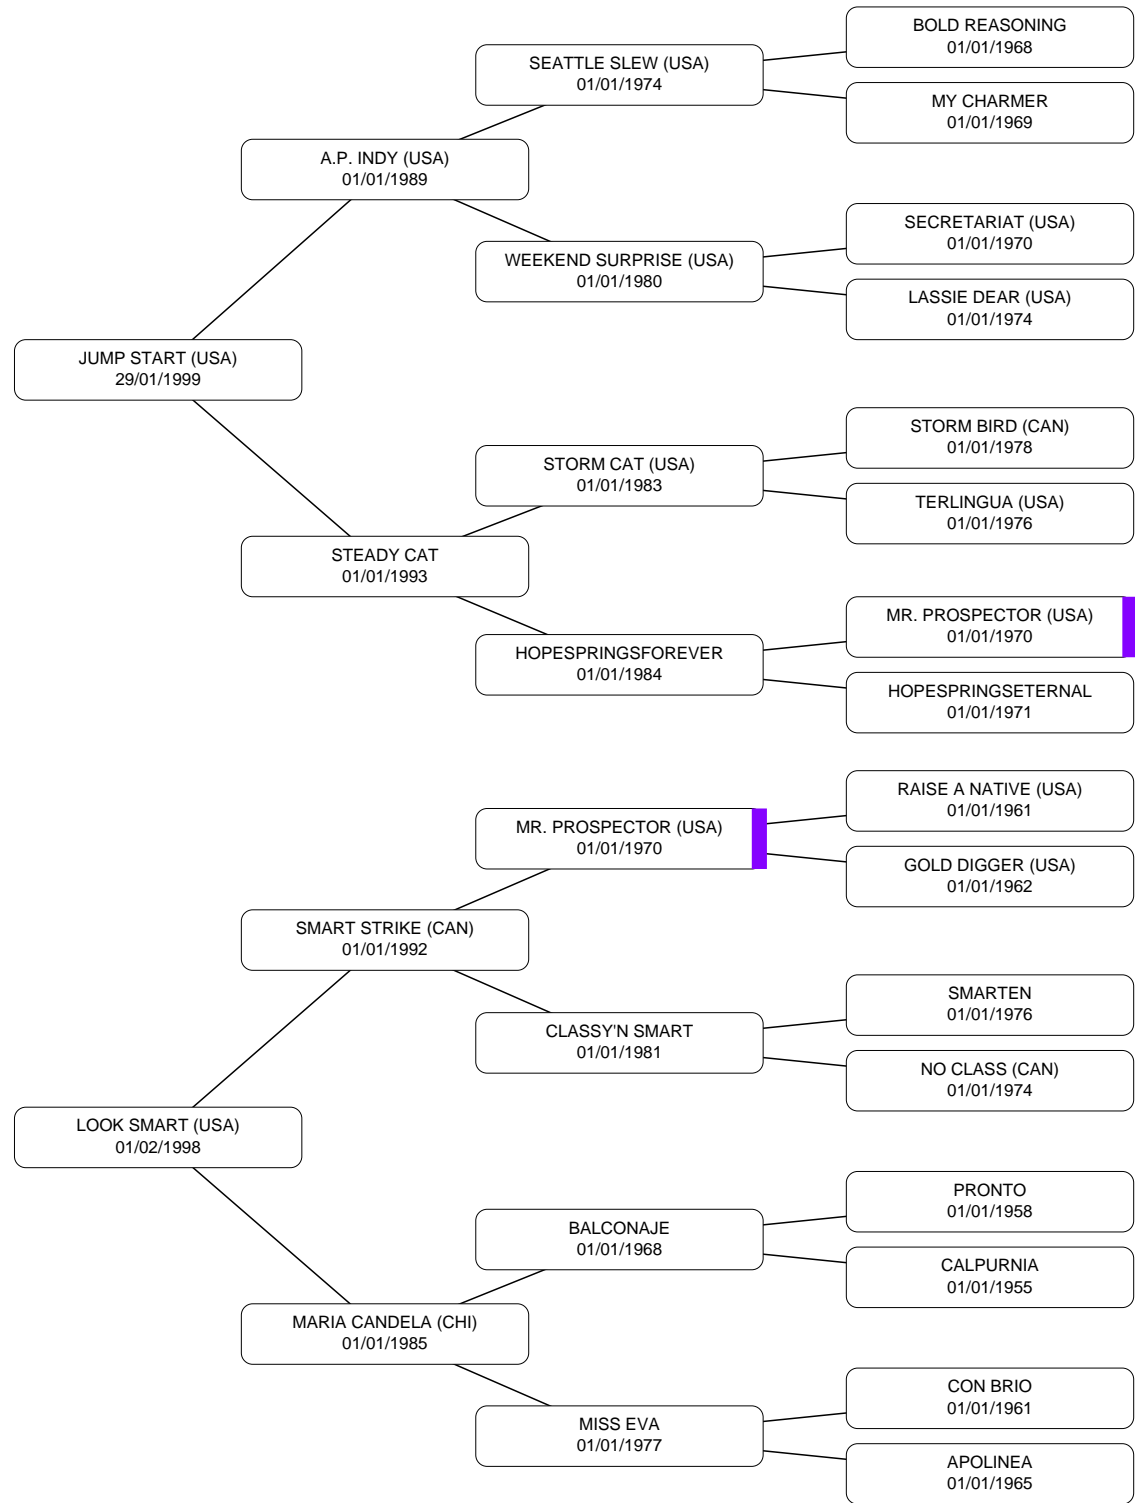 BOLD REASONING
01/01/1968
SEATTLE SLEW (USA)
01/01/1974
MY CHARMER
01/01/1969
A.P. INDY (USA)
01/01/1989
SECRETARIAT (USA)
01/01/1970
WEEKEND SURPRISE (USA)
01/01/1980
LASSIE DEAR (USA)
01/01/1974
JUMP START (USA)
29/01/1999
STORM BIRD (CAN)
01/01/1978
STORM CAT (USA)
01/01/1983
TERLINGUA (USA)
01/01/1976
STEADY CAT
01/01/1993
MR. PROSPECTOR (USA)
01/01/1970
HOPESPRINGSFOREVER
01/01/1984
HOPESPRINGSETERNAL
01/01/1971
RAISE A NATIVE (USA)
01/01/1961
MR. PROSPECTOR (USA)
01/01/1970
GOLD DIGGER (USA)
01/01/1962
SMART STRIKE (CAN)
01/01/1992
SMARTEN
01/01/1976
CLASSY'N SMART
01/01/1981
NO CLASS (CAN)
01/01/1974
LOOK SMART (USA)
01/02/1998
PRONTO
01/01/1958
BALCONAJE
01/01/1968
CALPURNIA
01/01/1955
MARIA CANDELA (CHI)
01/01/1985
CON BRIO
01/01/1961
MISS EVA
01/01/1977
APOLINEA
01/01/1965